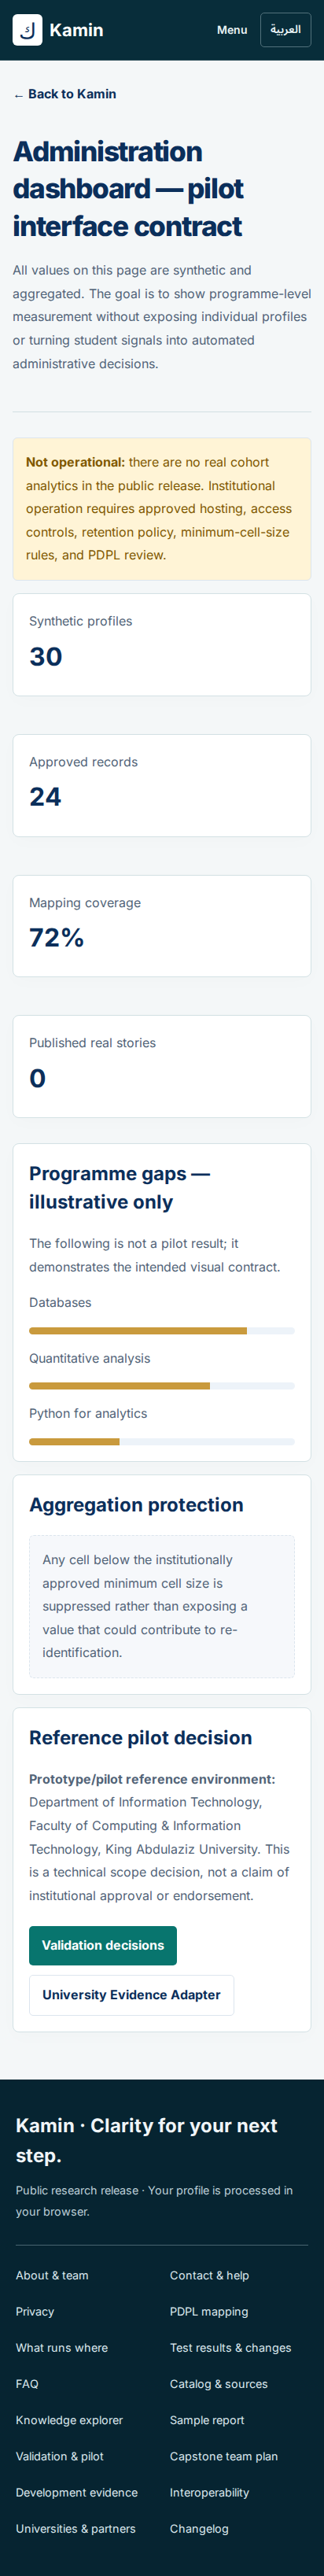 ك Kamin Menu العربية
← Back to Kamin
Administration
dashboard — pilot
interface contract
All values on this page are synthetic and
aggregated. The goal is to show programme-level
measurement without exposing individual profiles
or turning student signals into automated
administrative decisions.
Not operational: there are no real cohort
analytics in the public release. Institutional
operation requires approved hosting, access
controls, retention policy, minimum-cell-size
rules, and PDPL review.
Synthetic profiles
30
Approved records
24
Mapping coverage
72%
Published real stories
0
Programme gaps —
illustrative only
The following is not a pilot result; it
demonstrates the intended visual contract.
Databases
Quantitative analysis
Python for analytics
Aggregation protection
Any cell below the institutionally
approved minimum cell size is
suppressed rather than exposing a
value that could contribute to re-
identification.
Reference pilot decision
Prototype/pilot reference environment:
Department of Information Technology,
Faculty of Computing & Information
Technology, King Abdulaziz University. This
is a technical scope decision, not a claim of
institutional approval or endorsement.
Validation decisions
University Evidence Adapter
Kamin · Clarity for your next
step.
Public research release · Your profile is processed in
your browser.
About & team Contact & help
Privacy PDPL mapping
What runs where Test results & changes
FAQ Catalog & sources
Knowledge explorer Sample report
Validation & pilot Capstone team plan
Development evidence Interoperability
Universities & partners Changelog